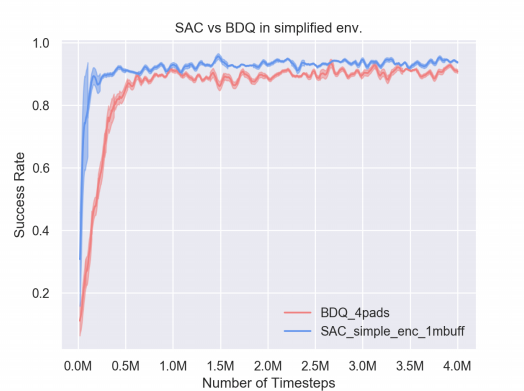 SAC vs BDQ in simplified env.
1.0
0.8
0.6
0.4
0.2
Success Rate
BDQ_4pads
SAC_simple_enc_1mbuff
0.0M 0.5M 1.0M 1.5M 2.0M 2.5M 3.0M 3.5M 4.0M
Number of Timesteps